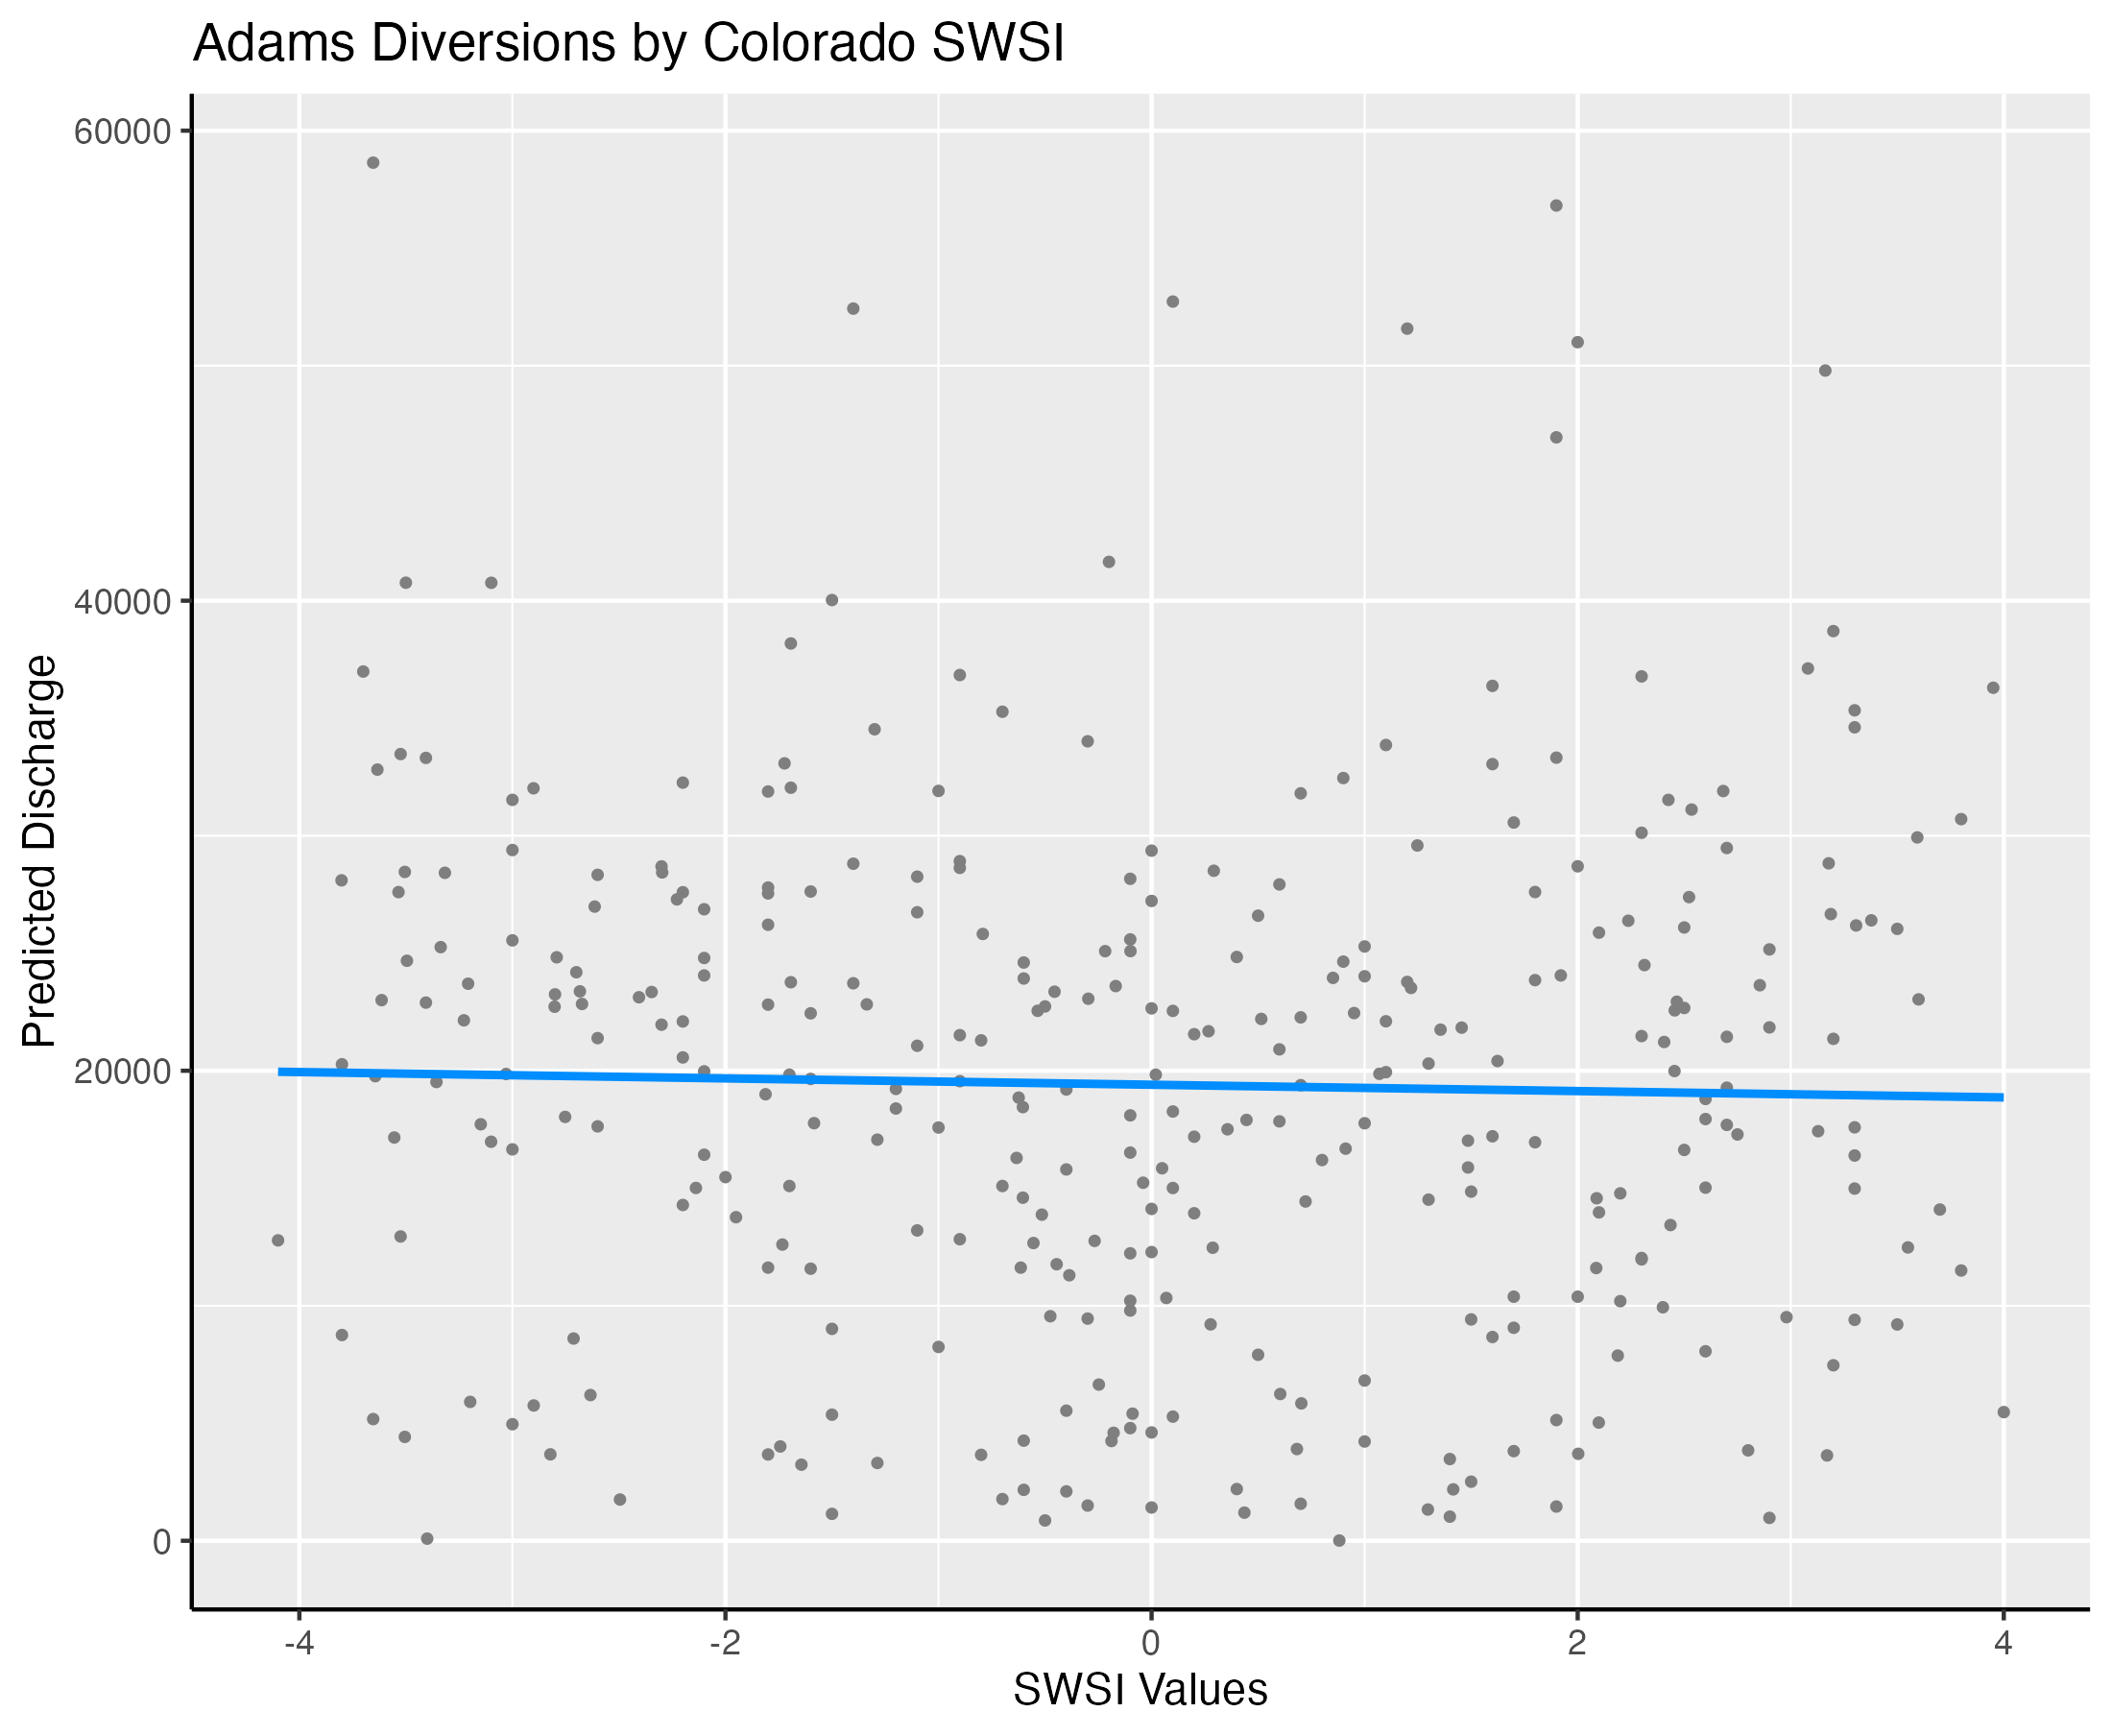 Adams Diversions by Colorado SWSI
60000
40000
20000
0
Predicted Discharge
-4 -2 0 2 4
SWSI Values